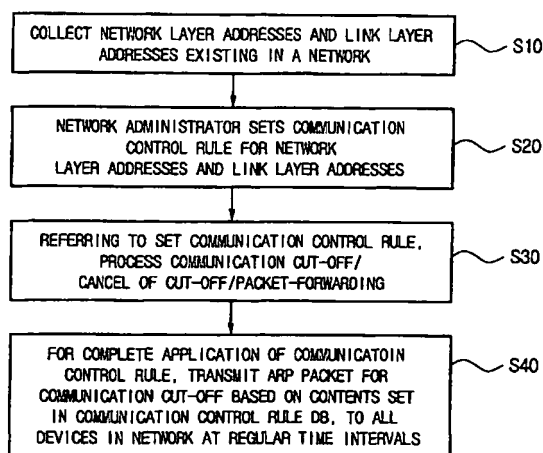 COLLECT NETWORK LAYER ADDRESSES AND LINK LAYER
ADDRESSES EXISTING IN A NETWORK
S10
NETWORK ADMINISTRATOR SETS COMMUNICATION
CONTROL RULE FOR NETWORK
LAYER ADDRESSES AND LINK LAYER ADDRESSES
S20
REFERRING TO SET COMMUNICATION CONTROL RULE,
PROCESS COMMUNICATION CUT-OFF/
CANCEL OF CUT-OFF/PACKET-FORWARDING
S30
FOR COMPLETE APPLICATION OF COMMUNICATOIN
CONTROL RULE, TRANSMIT ARP PACKET FOR
COMMUNICATION CUT-OFF BASED ON CONTENTS SET
IN COMMUNICATION CONTROL RULE DB, TO ALL
DEVICES IN NETWORK AT REGULAR TIME INTERVALS
S40